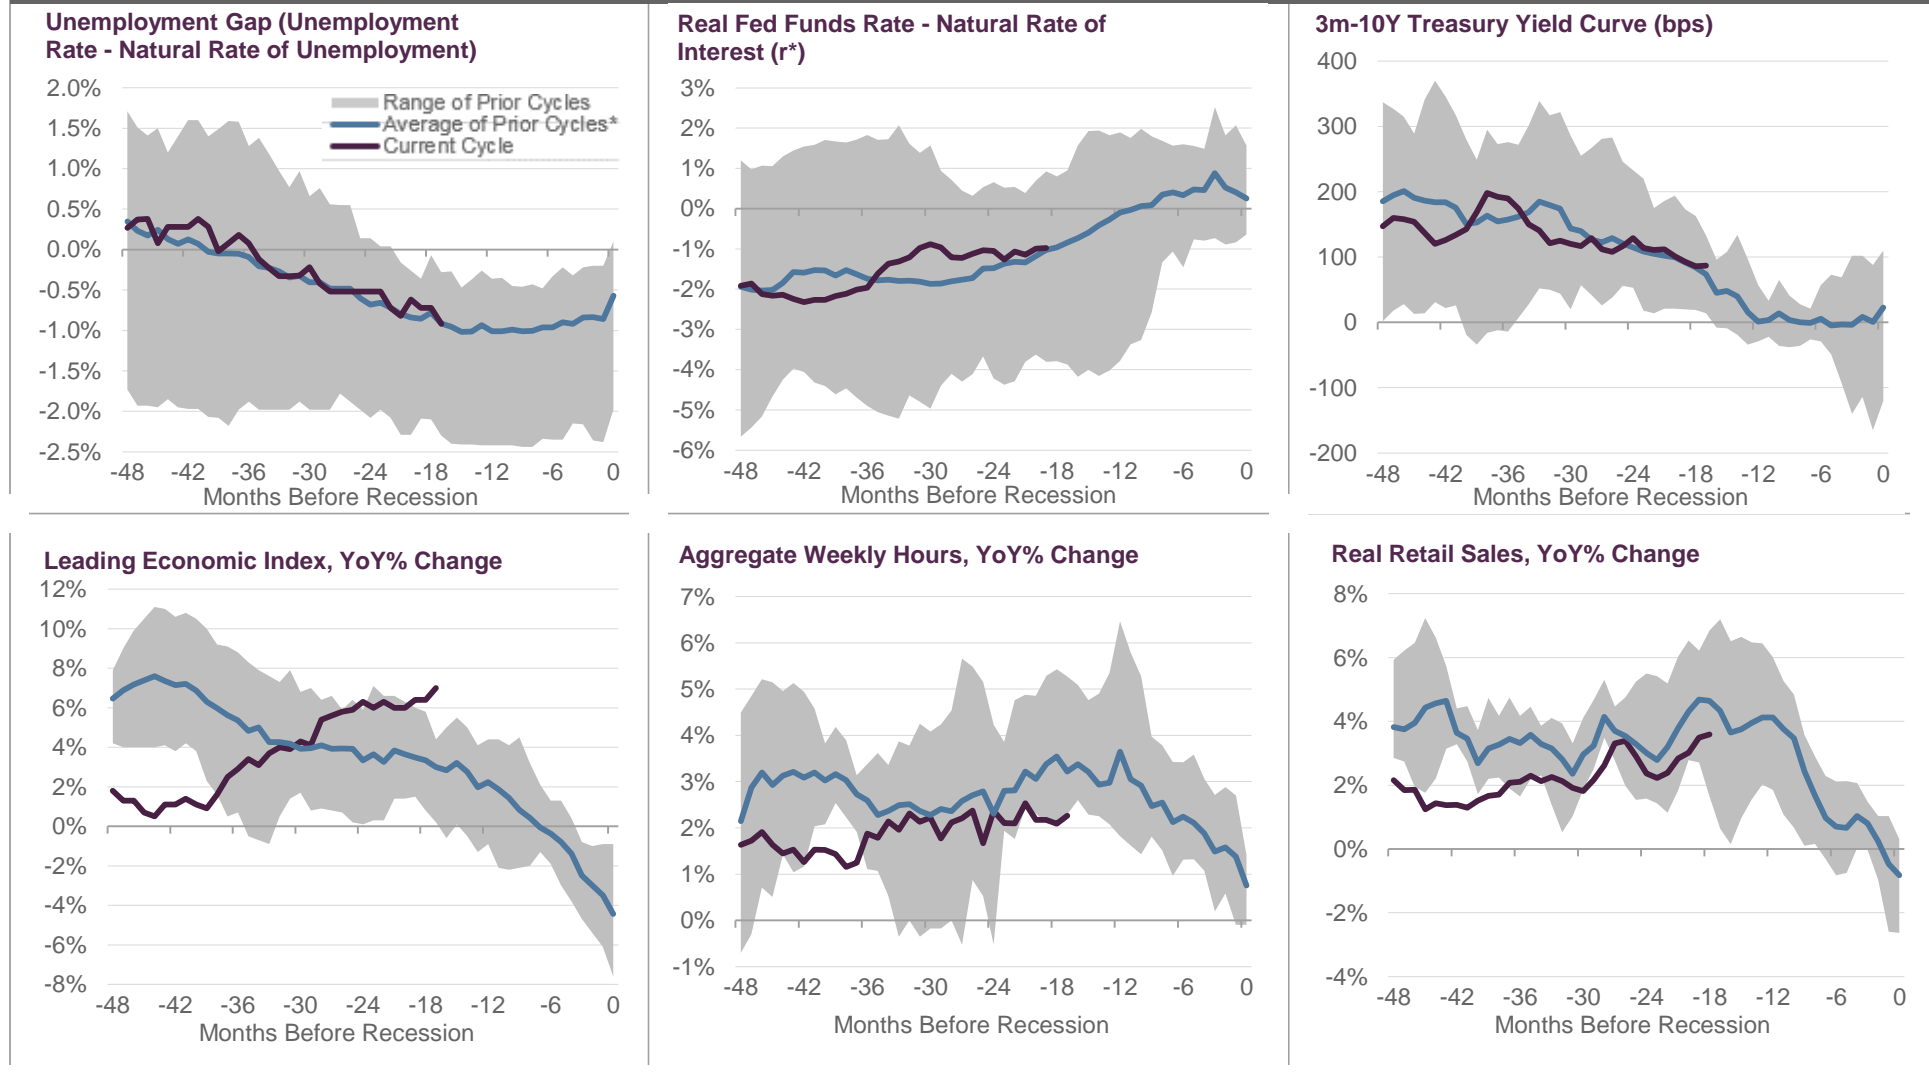 Unemployment Gap (Unemployment
Rate - Natural Rate of Unemployment)
2.0%
1.5%
1.0%
0.5%
0.0%
-0.5%
-1.0%
-1.5%
-2.0%
-2.5%
Range of Prior Cycles
Average of Prior Cycles*
Current Cycle
-48 -42 -36 -30 -24 -18 -12 -6 0
Months Before Recession
Real Fed Funds Rate - Natural Rate of
Interest (r*)
3%
2%
1%
0%
-1%
-2%
-3%
-4%
-5%
-6%
-48 -42 -36 -30 -24 -18 -12 -6 0
Months Before Recession
3m-10Y Treasury Yield Curve (bps)
400
300
200
100
0
-100
-200
-48 -42 -36 -30 -24 -18 -12 -6 0
Months Before Recession
Leading Economic Index, YoY% Change
12%
10%
8%
6%
4%
2%
0%
-2%
-4%
-6%
-8%
-48 -42 -36 -30 -24 -18 -12 -6 0
Months Before Recession
Aggregate Weekly Hours, YoY% Change
7%
6%
5%
4%
3%
2%
1%
0%
-1%
-48 -42 -36 -30 -24 -18 -12 -6 0
Months Before Recession
Real Retail Sales, YoY% Change
8%
6%
4%
2%
0%
-2%
-4%
-48 -42 -36 -30 -24 -18 -12 -6 0
Months Before Recession